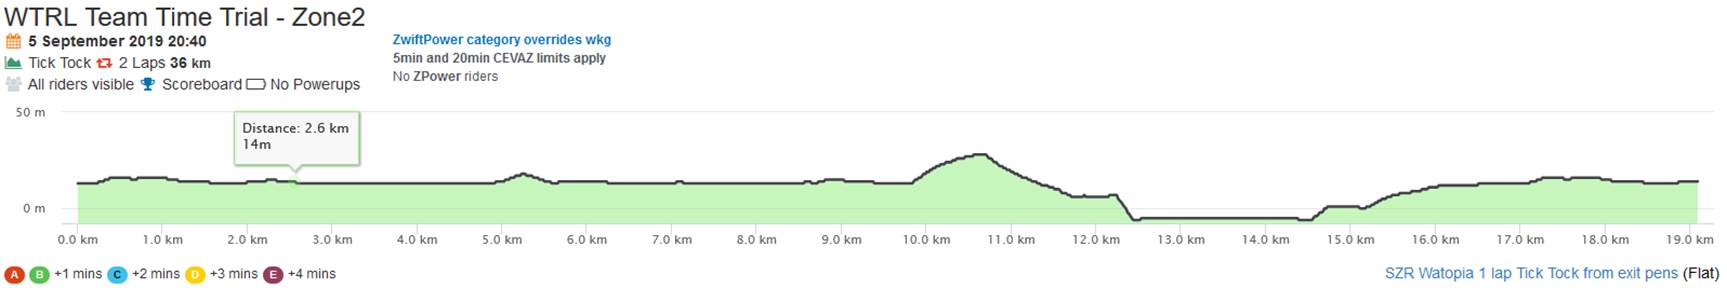 WTRL Team Time Trial - Zone2
5 September 2019 20:40
Tick Tock 2 Laps 36 km
All riders visible Scoreboard No Powerups
ZwiftPower category overrides wkg
5min and 20min CEVAZ limits apply
No ZPower riders
50 m
Distance: 2.6 km
14m
0 m
0.0 km 1.0 km 2.0 km 3.0 km 4.0 km 5.0 km 6.0 km 7.0 km 8.0 km 9.0 km 10.0 km 11.0 km 12.0 km 13.0 km 14.0 km 15.0 km 16.0 km 17.0 km 18.0 km 19.0 km
A B +1 mins C +2 mins D +3 mins E +4 mins
SZR Watopia 1 lap Tick Tock from exit pens (Flat)